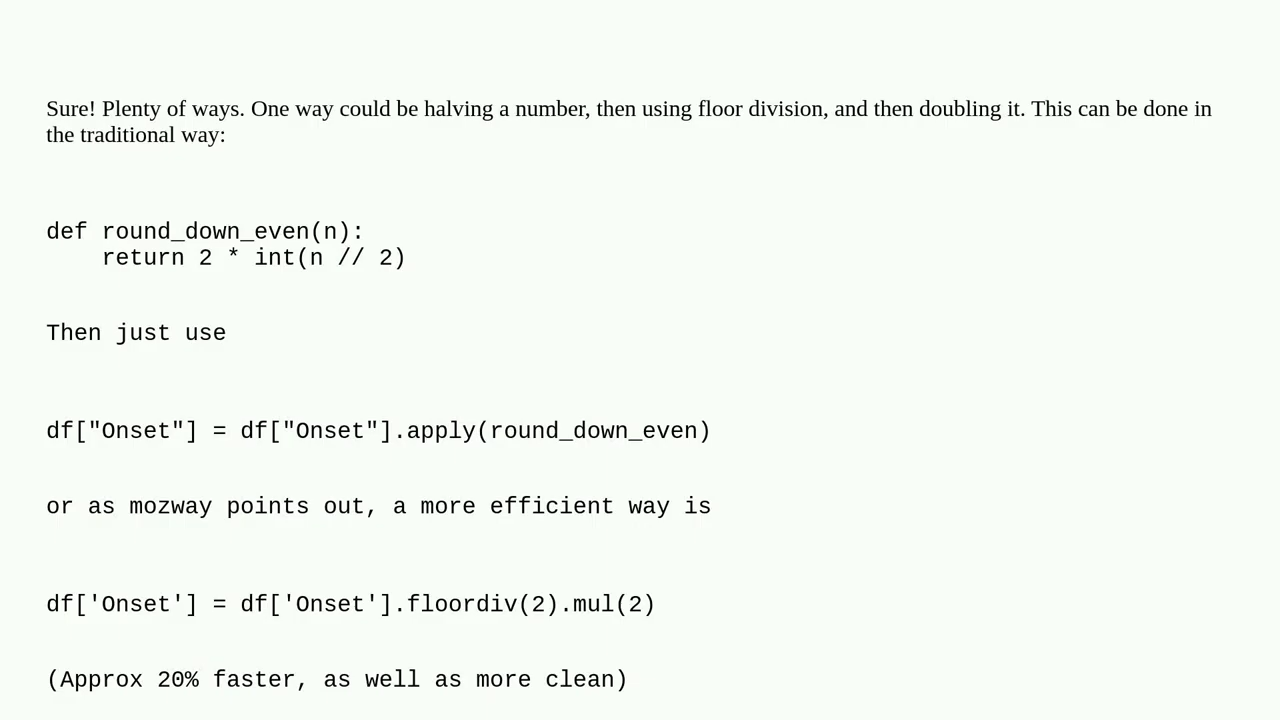 Sure! Plenty of ways. One way could be halving a number, then using floor division, and then doubling it. This can be done in
the traditional way:
def round_down_even(n):
    return 2 * int(n // 2)
Then just use
df["Onset"] = df["Onset"].apply(round_down_even)
or as mozway points out, a more efficient way is
df['Onset'] = df['Onset'].floordiv(2).mul(2)
(Approx 20% faster, as well as more clean)